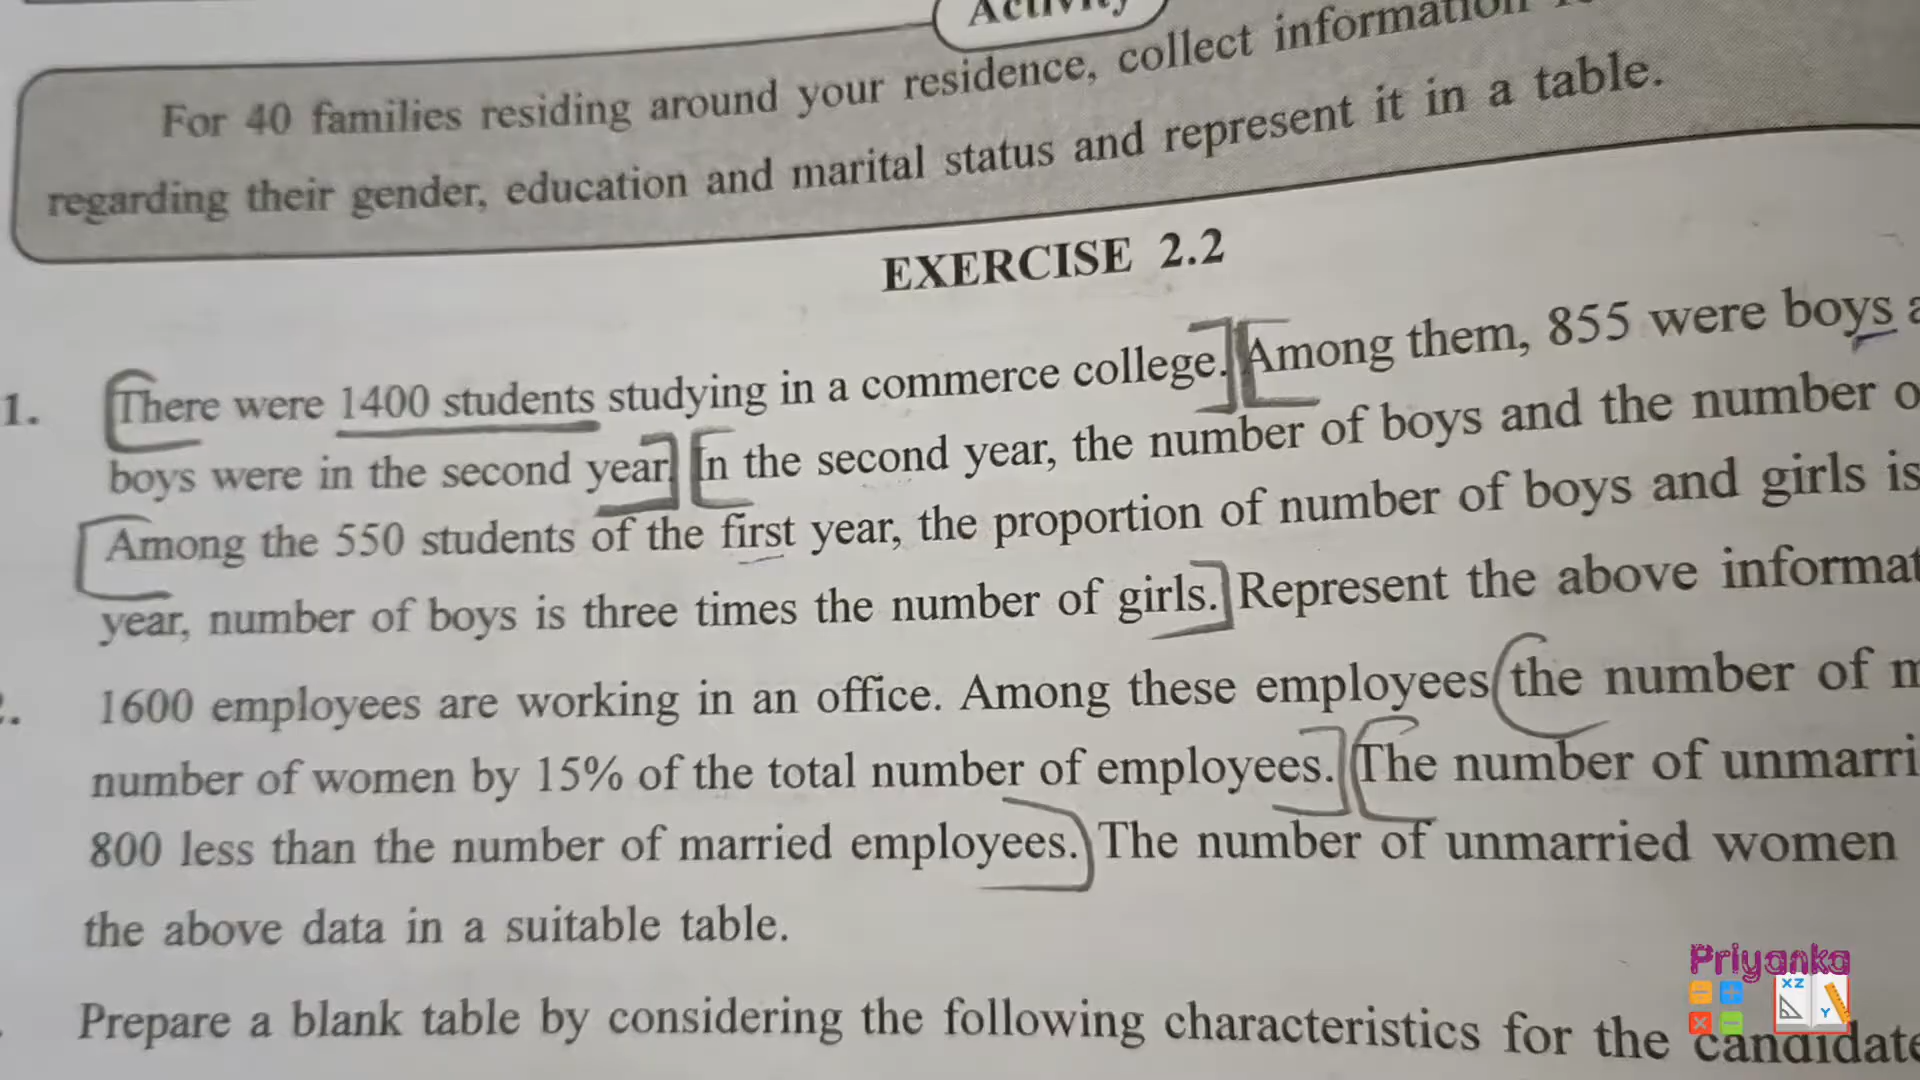 Activity
For 40 families residing around your residence, collect information
regarding their gender, education and marital status and represent it in a table.
EXERCISE 2.2
1. There were 1400 students studying in a commerce college. Among them, 855 were boys
boys were in the second year. In the second year, the number of boys and the number
Among the 550 students of the first year, the proportion of number of boys and girls is
year, number of boys is three times the number of girls. Represent the above
1600 employees are working in an office. Among these employees the number of
number of women by 15% of the total number of employees. The number of
800 less than the number of married employees. The number of unmarried women
the above data in a suitable table.
Prepare a blank table by considering the following characteristics for the
Priyanka
XZ
Y